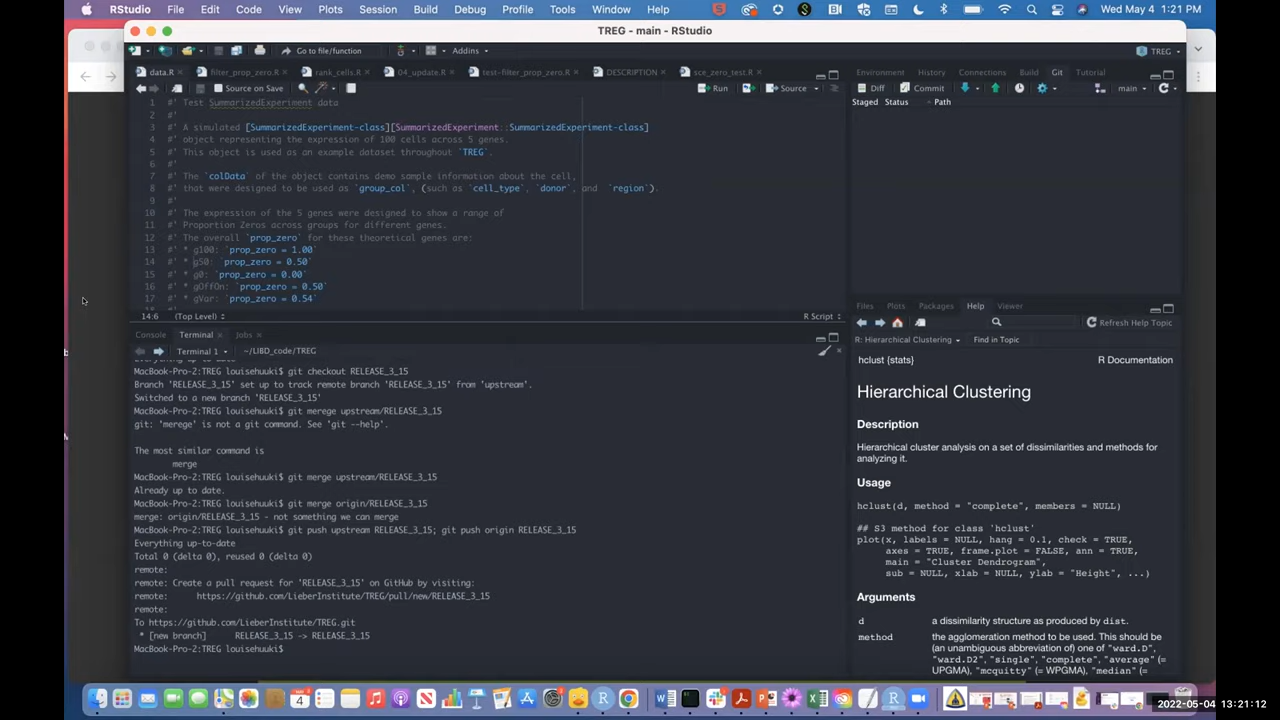 RStudio File Edit Code View Plots Session Build Debug Profile Tools Window Help Wed May 4 1:21 PM
TREG - main - RStudio
Go to file/function Addins TREG
data.R filter_prop_zero.R rank_cells.R 04_update.R test-filter_prop_zero.R DESCRIPTION sce_zero_test.R
Source on Save Run Source
1 #' Test SummarizedExperiment data
2 #'
3 #' A simulated [SummarizedExperiment-class][SummarizedExperiment::SummarizedExperiment-class]
4 #' object representing the expression of 100 cells across 5 genes.
5 #' This object is used as an example dataset throughout `TREG`.
6 #'
7 #' The `colData` of the object contains demo sample information about the cell,
8 #' that were designed to be used as `group_col`, (such as `cell_type`, `donor`, and `region`).
9 #'
10 #' The expression of the 5 genes were designed to show a range of
11 #' Proportion Zeros across groups for different genes.
12 #' The overall `prop_zero` for these theoretical genes are:
13 #' * g100: `prop_zero = 1.00`
14 #' * g50: `prop_zero = 0.50`
15 #' * g0: `prop_zero = 0.00`
16 #' * gOffOn: `prop_zero = 0.50`
17 #' * gVar: `prop_zero = 0.54`
14:6 (Top Level) R Script
Console Terminal Jobs
Terminal 1 ~/LIBD_code/TREG
Everything up-to-date
MacBook-Pro-2:TREG louisehuuki$ git checkout RELEASE_3_15
Branch 'RELEASE_3_15' set up to track remote branch 'RELEASE_3_15' from 'upstream'.
Switched to a new branch 'RELEASE_3_15'
MacBook-Pro-2:TREG louisehuuki$ git merege upstream/RELEASE_3_15
git: 'merege' is not a git command. See 'git --help'.
The most similar command is
merge
MacBook-Pro-2:TREG louisehuuki$ git merge upstream/RELEASE_3_15
Already up to date.
MacBook-Pro-2:TREG louisehuuki$ git merge origin/RELEASE_3_15
merge: origin/RELEASE_3_15 - not something we can merge
MacBook-Pro-2:TREG louisehuuki$ git push upstream RELEASE_3_15; git push origin RELEASE_3_15
Everything up-to-date
Total 0 (delta 0), reused 0 (delta 0)
remote:
remote: Create a pull request for 'RELEASE_3_15' on GitHub by visiting:
remote: https://github.com/LieberInstitute/TREG/pull/new/RELEASE_3_15
remote:
To https://github.com/LieberInstitute/TREG.git
* [new branch] RELEASE_3_15 -> RELEASE_3_15
MacBook-Pro-2:TREG louisehuuki$
Environment History Connections Build Git Tutorial
Diff Commit main
Staged Status Path
Files Plots Packages Help Viewer
Refresh Help Topic
R: Hierarchical Clustering Find in Topic
hclust {stats} R Documentation
Hierarchical Clustering
Description
Hierarchical cluster analysis on a set of dissimilarities and methods for
analyzing it.
Usage
hclust(d, method = "complete", members = NULL)
## S3 method for class 'hclust'
plot(x, labels = NULL, hang = 0.1, check = TRUE,
axes = TRUE, frame.plot = FALSE, ann = TRUE,
main = "Cluster Dendrogram",
sub = NULL, xlab = NULL, ylab = "Height", ...)
Arguments
d a dissimilarity structure as produced by dist.
method the agglomeration method to be used. This should be
(an unambiguous abbreviation of) one of "ward.D",
"ward.D2", "single", "complete", "average" (=
UPGMA), "mcquitty" (= WPGMA), "median" (=
2022-05-04 13:21:12